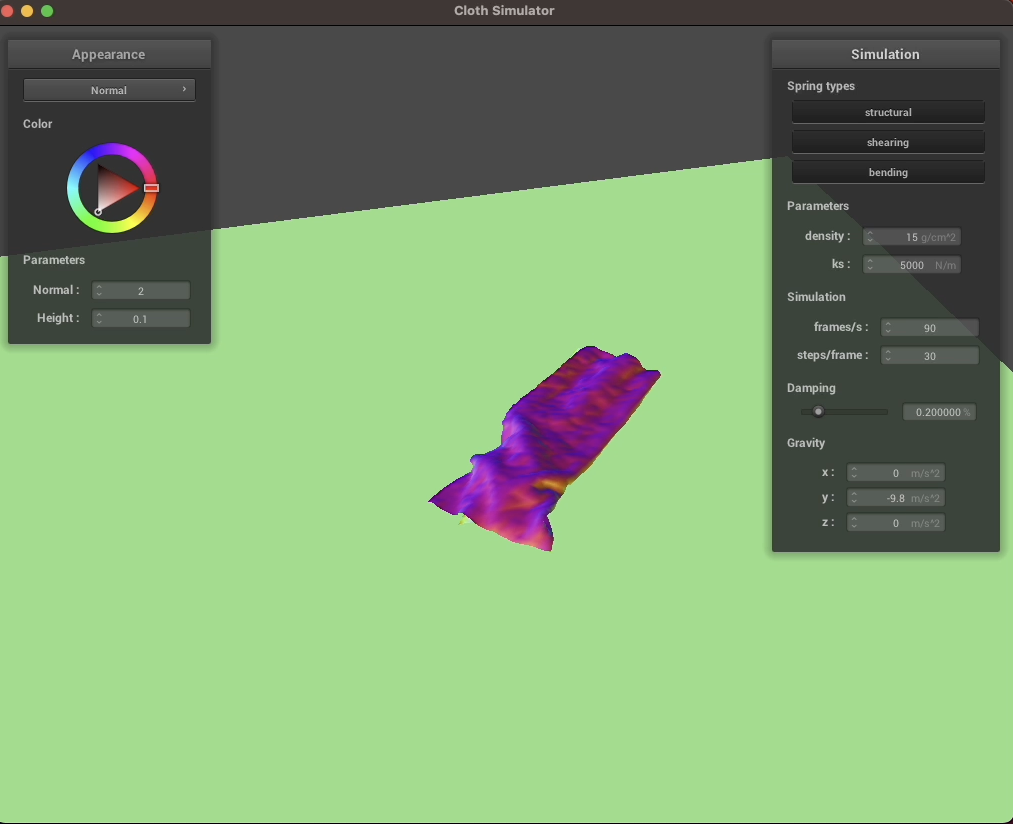 Cloth Simulator
Appearance
Normal
Color
Parameters
Normal : 2
Height : 0.1
Simulation
Spring types
structural
shearing
bending
Parameters
density : 15 g/cm^2
ks : 5000 N/m
Simulation
frames/s : 90
steps/frame : 30
Damping
0.200000 %
Gravity
x : 0 m/s^2
y : -9.8 m/s^2
z : 0 m/s^2